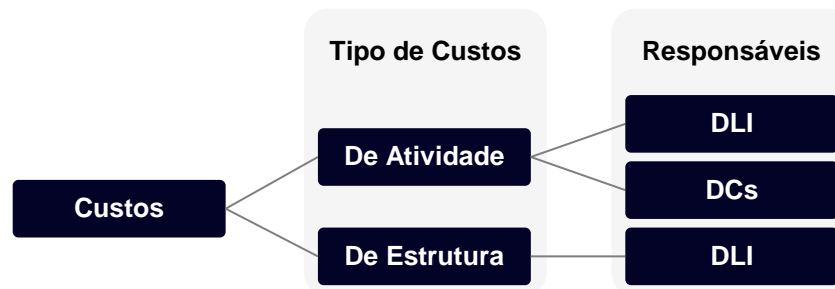 Tipo de Custos
Responsáveis
DLI
De Atividade
DCs
Custos
De Estrutura
DLI